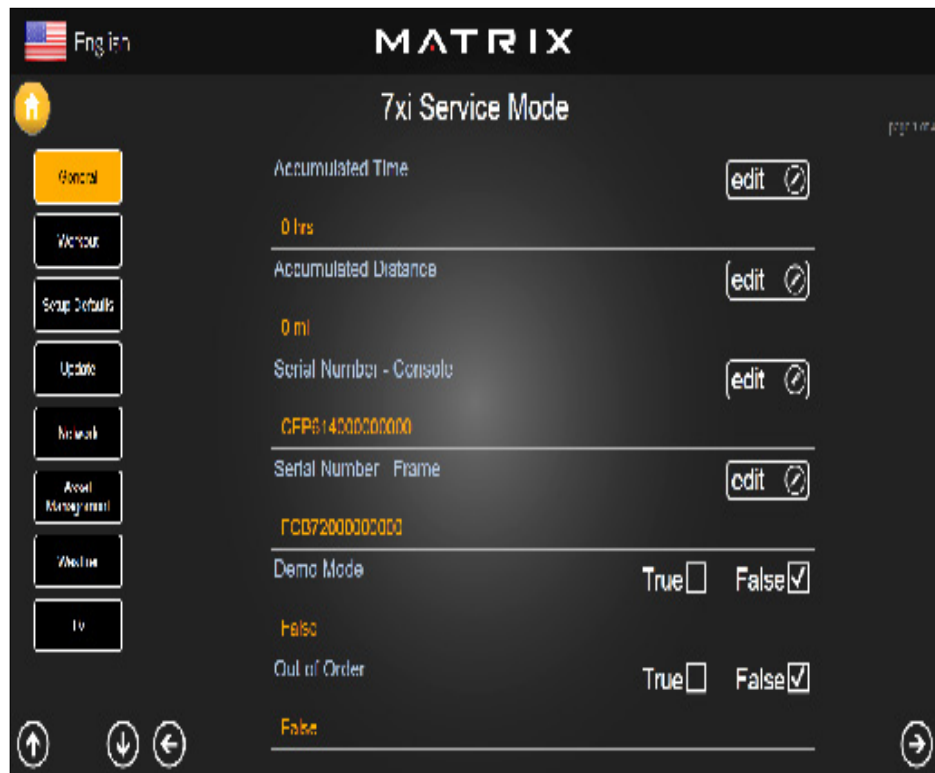 English
MATRIX
7xi Service Mode
General
Workout
Setup Defaults
Update
Network
Asset
Management
Weather
TV
Accumulated Time
edit
0 hrs
Accumulated Distance
edit
0 mi
Serial Number - Console
edit
CEP614000000000
Serial Number - Frame
edit
Demo Mode
True
False
False
Out of Order
True
False
False